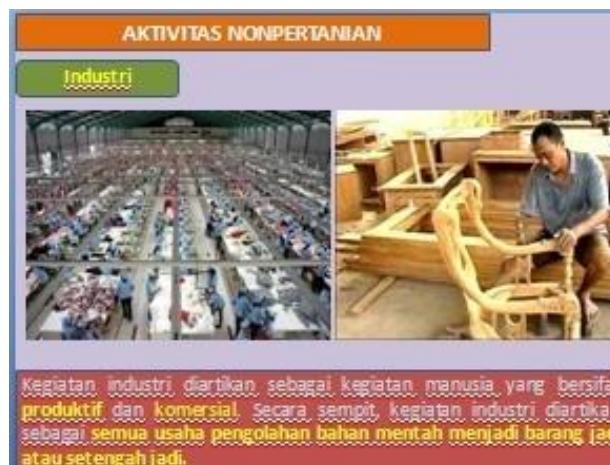 AKTIVITAS NONPERTANIAN
Industri
Kegiatan industri diartikan sebagai kegiatan manusia yang bersifa
produktif dan komersial. Secara sempit, kegiatan industri diartika
sebagai semua usaha pengolahan bahan mentah menjadi barang jad
atau setengah jadi.